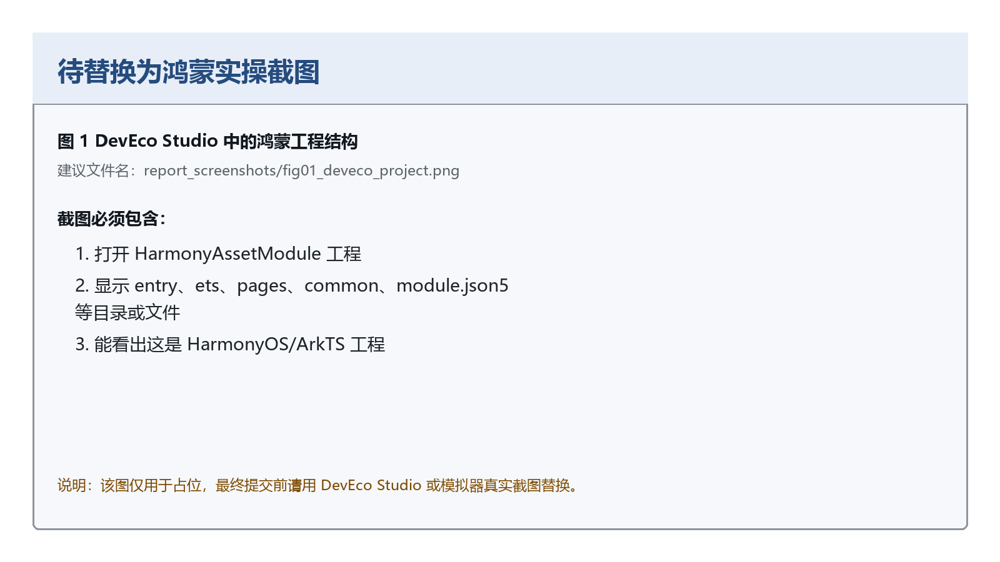 待替换为鸿蒙实操截图
图 1 DevEco Studio 中的鸿蒙工程结构
建议文件名：report_screenshots/fig01_deveco_project.png
截图必须包含：
1. 打开 HarmonyAssetModule 工程
2. 显示 entry、ets、pages、common、module.json5
等目录或文件
3. 能看出这是 HarmonyOS/ArkTS 工程
说明：该图仅用于占位，最终提交前请用 DevEco Studio 或模拟器真实截图替换。